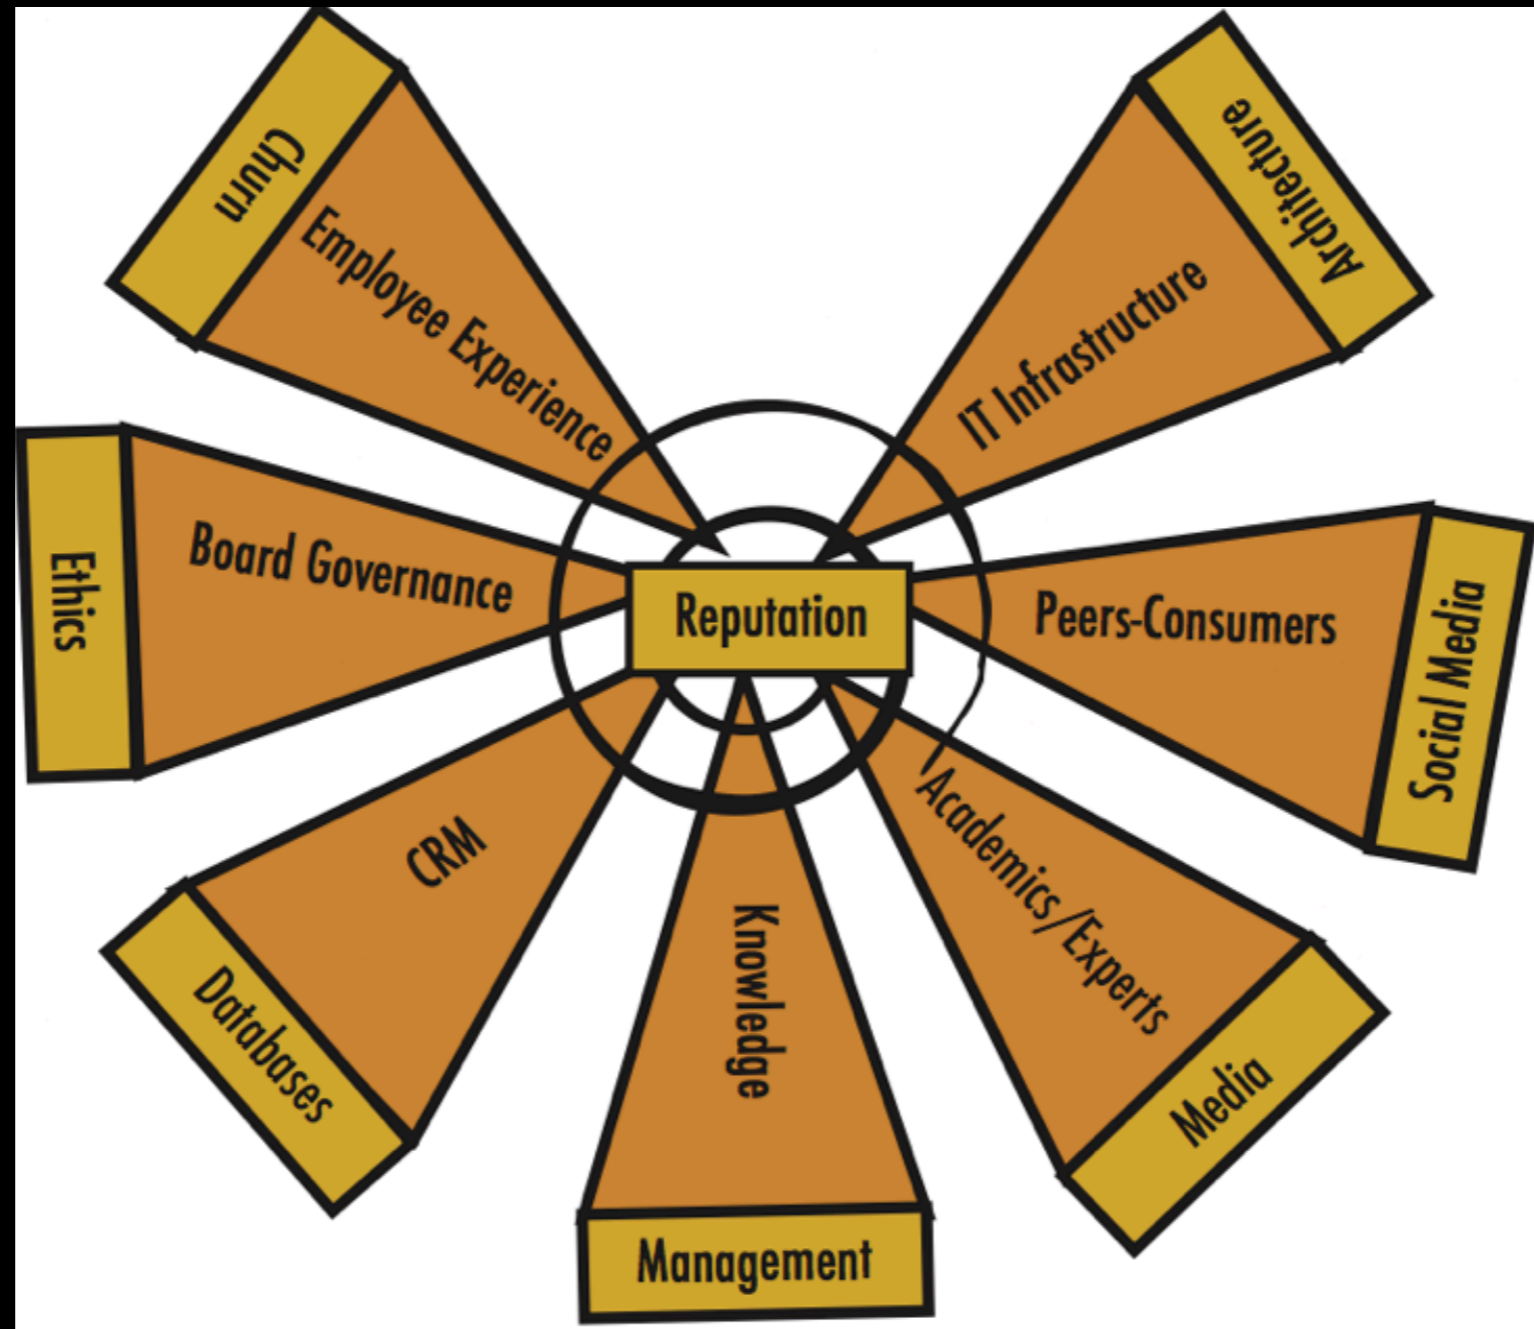 Churn
Employee Experience
Architecture
IT Infrastructure
Ethics
Board Governance
Reputation
Peers-Consumers
Social Media
CRM
Databases
Knowledge
Management
Academics/Experts
Media